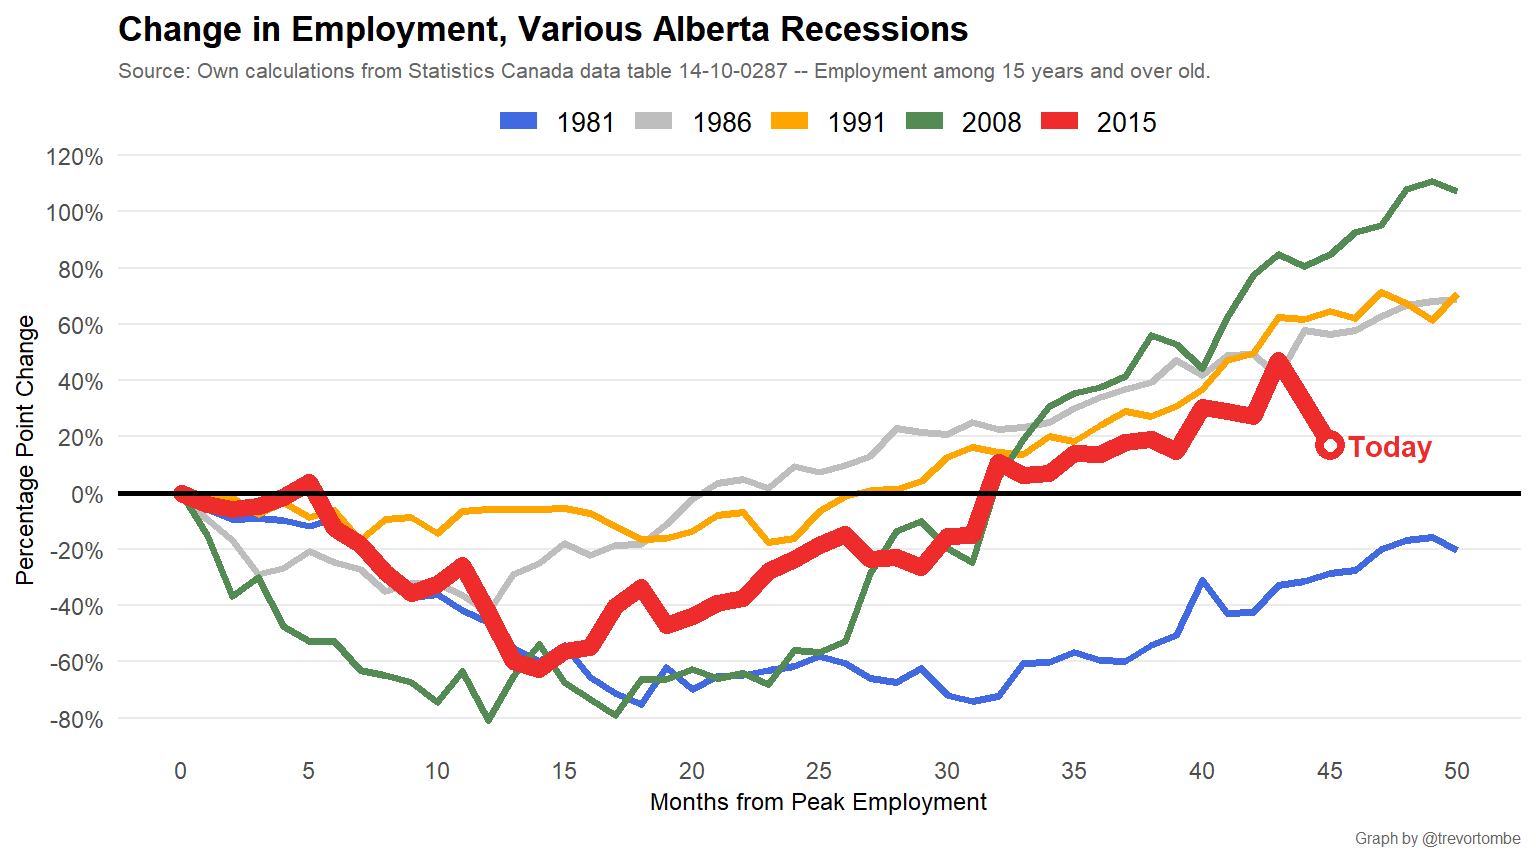 Change in Employment, Various Alberta Recessions
Source: Own calculations from Statistics Canada data table 14-10-0287 -- Employment among 15 years and over old.
1981 1986 1991 2008 2015
120%
100%
80%
60%
40%
20%
0%
-20%
-40%
-60%
-80%
Percentage Point Change
Today
0 5 10 15 20 25 30 35 40 45 50
Months from Peak Employment
Graph by @trevortombe